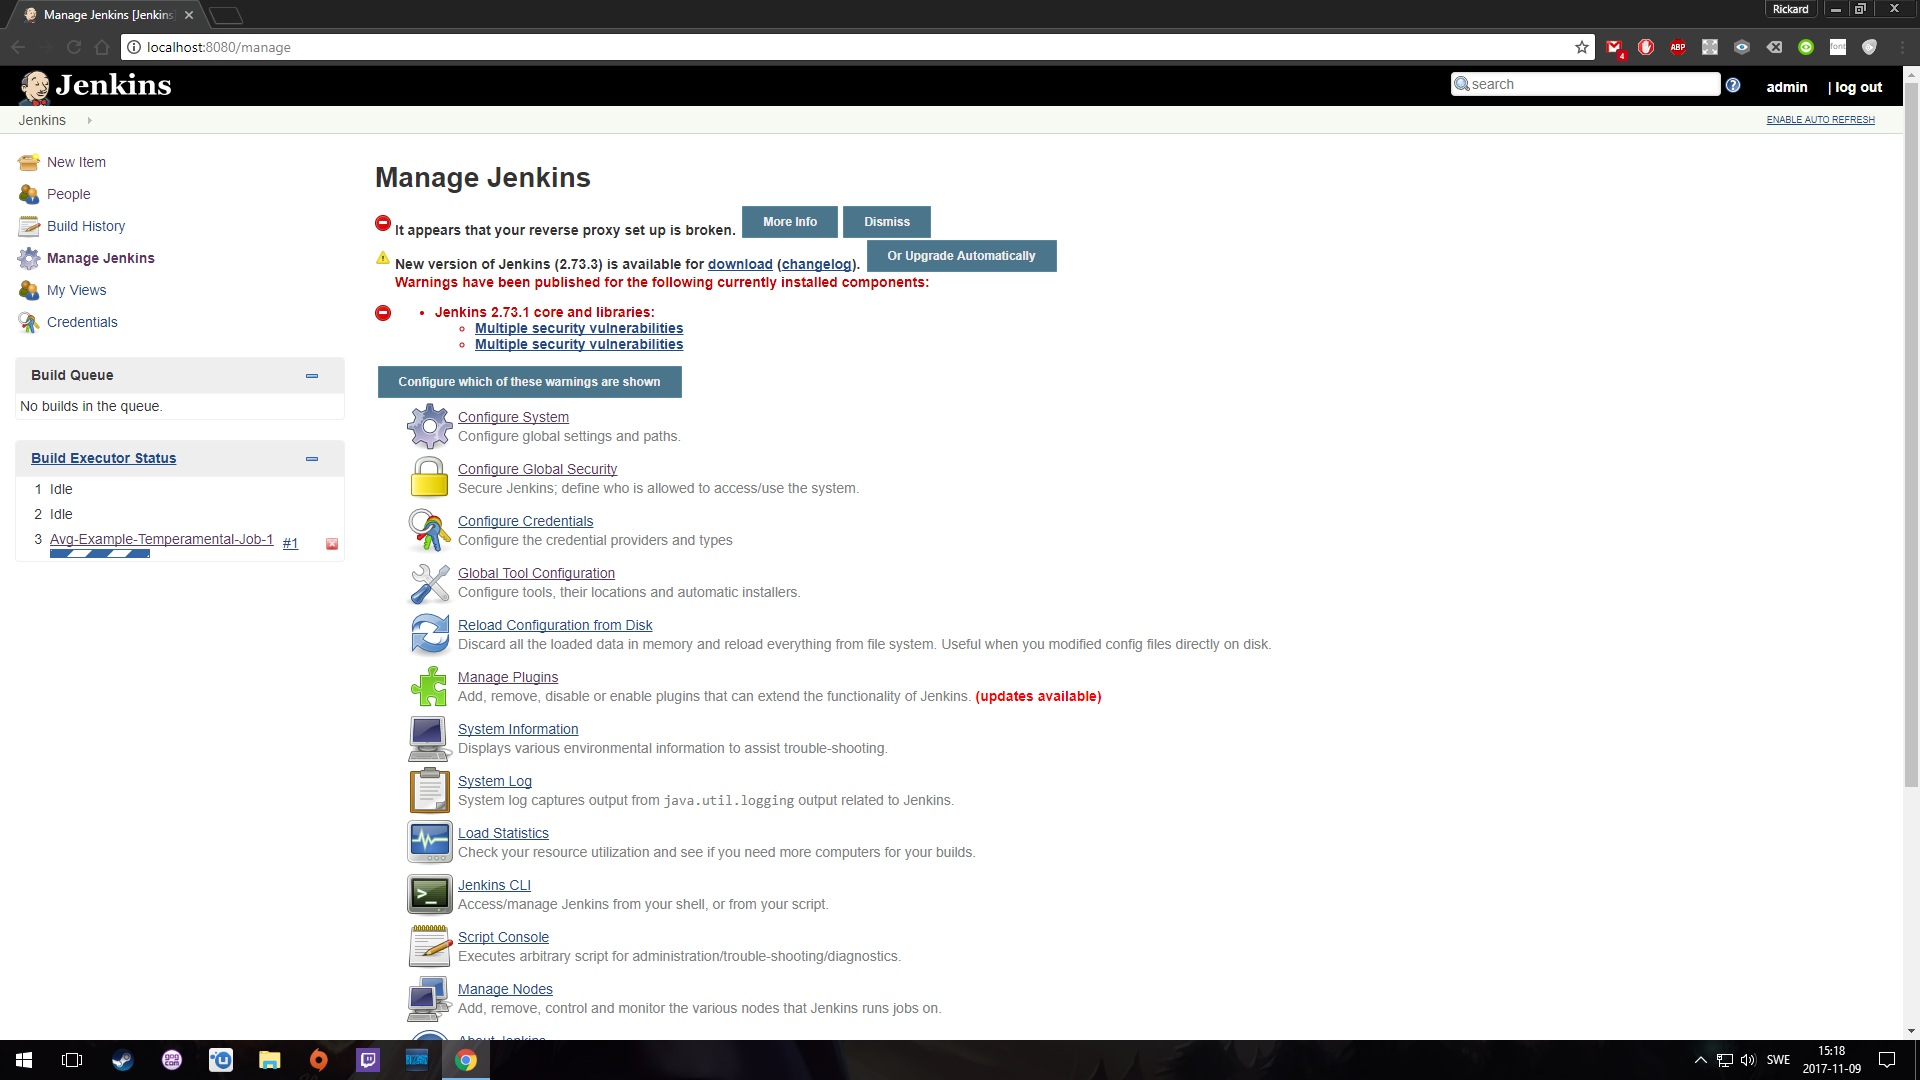 Manage Jenkins [Jenkins
Rickard
localhost:8080/manage
4
ABP
font
Jenkins
search
admin
| log out
Jenkins
ENABLE AUTO REFRESH
New Item
People
Build History
Manage Jenkins
My Views
Credentials
Build Queue
No builds in the queue.
Build Executor Status
1 Idle
2 Idle
3 Avg-Example-Temperamental-Job-1 #1
Manage Jenkins
It appears that your reverse proxy set up is broken. More Info Dismiss
New version of Jenkins (2.73.3) is available for download (changelog). Or Upgrade Automatically
Warnings have been published for the following currently installed components:
Jenkins 2.73.1 core and libraries:
Multiple security vulnerabilities
Multiple security vulnerabilities
Configure which of these warnings are shown
Configure System
Configure global settings and paths.
Configure Global Security
Secure Jenkins; define who is allowed to access/use the system.
Configure Credentials
Configure the credential providers and types
Global Tool Configuration
Configure tools, their locations and automatic installers.
Reload Configuration from Disk
Discard all the loaded data in memory and reload everything from file system. Useful when you modified config files directly on disk.
Manage Plugins
Add, remove, disable or enable plugins that can extend the functionality of Jenkins. (updates available)
System Information
Displays various environmental information to assist trouble-shooting.
System Log
System log captures output from java.util.logging output related to Jenkins.
Load Statistics
Check your resource utilization and see if you need more computers for your builds.
Jenkins CLI
Access/manage Jenkins from your shell, or from your script.
Script Console
Executes arbitrary script for administration/trouble-shooting/diagnostics.
Manage Nodes
Add, remove, control and monitor the various nodes that Jenkins runs jobs on.
About Jenkins
gog
com
SWE
15:18
2017-11-09